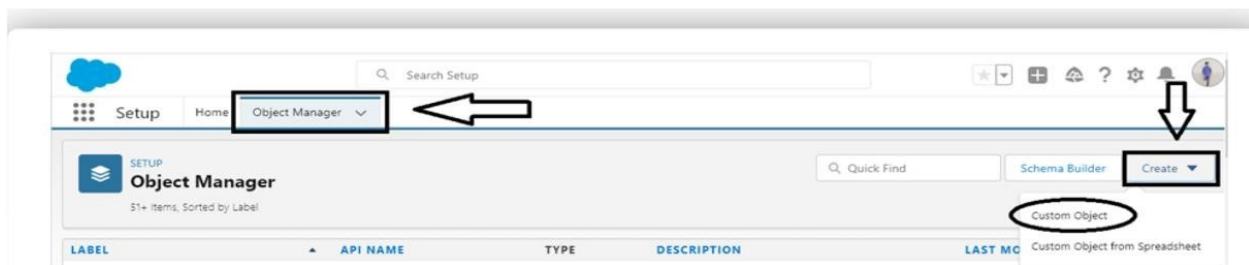 Search Setup
Setup Home Object Manager
SETUP
Object Manager
51+ Items, Sorted by Label
Quick Find Schema Builder Create
Custom Object
Custom Object from Spreadsheet
LABEL API NAME TYPE DESCRIPTION LAST MO